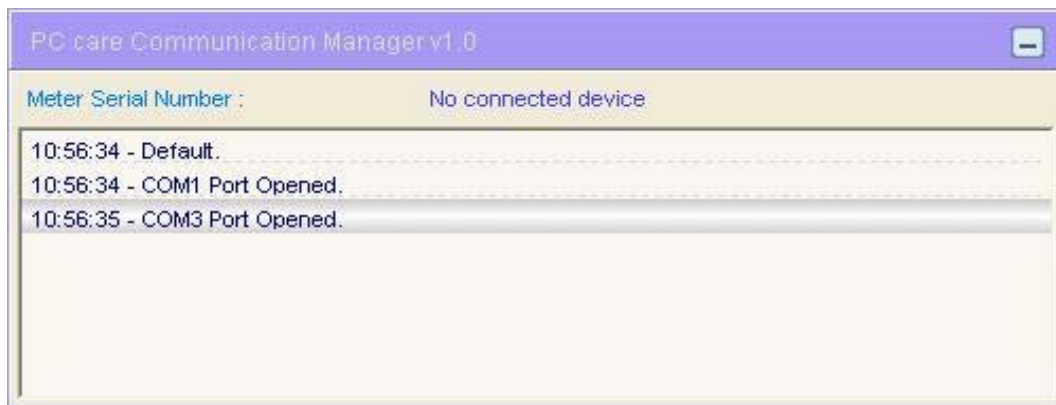 PC care Communication Manager v1.0
Meter Serial Number : No connected device
10:56:34 - Default.
10:56:34 - COM1 Port Opened.
10:56:35 - COM3 Port Opened.